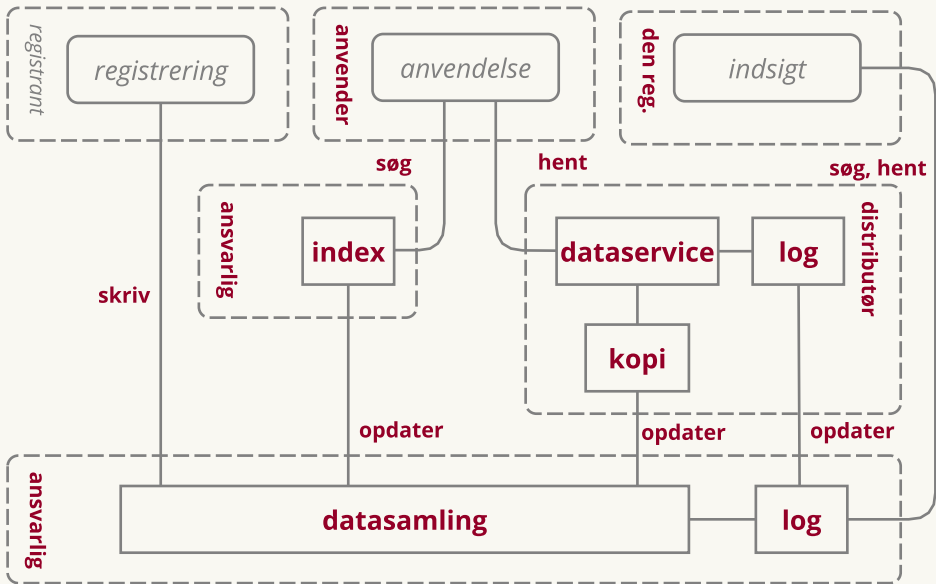 registrant
registrering
anvender
anvendelse
den reg.
indsigt
søg
hent
søg, hent
ansvarlig
index
dataservice
log
distributør
skriv
kopi
opdater
opdater
opdater
ansvarlig
datasamling
log